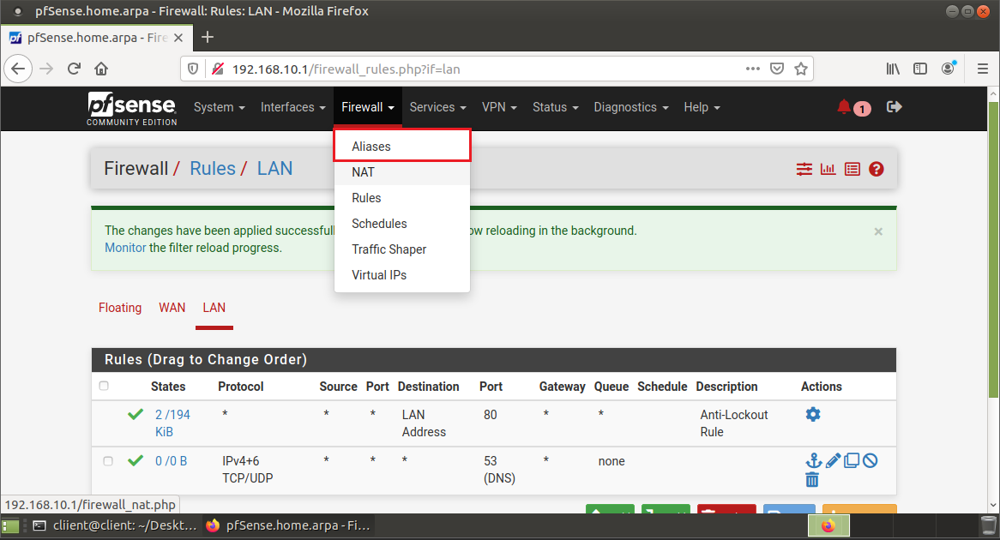 pfSense.home.arpa - Firewall: Rules: LAN - Mozilla Firefox
pfSense.home.arpa - Fire
192.168.10.1/firewall_rules.php?if=lan
pfsense.
COMMUNITY EDITION
System Interfaces Firewall Services VPN Status Diagnostics Help 1
Aliases
NAT
Rules
Schedules
Traffic Shaper
Virtual IPs
Firewall / Rules / LAN
The changes have been applied successfull ow reloading in the background.
Monitor the filter reload progress.
Floating WAN LAN
Rules (Drag to Change Order)
States Protocol Source Port Destination Port Gateway Queue Schedule Description Actions
2 /194 KiB * * * LAN Address 80 * * Anti-Lockout Rule
0 /0 B IPv4+6 TCP/UDP * * * 53 (DNS) * none
192.168.10.1/firewall_nat.php
cliient@client: ~/Deskt... pfSense.home.arpa - Fi...